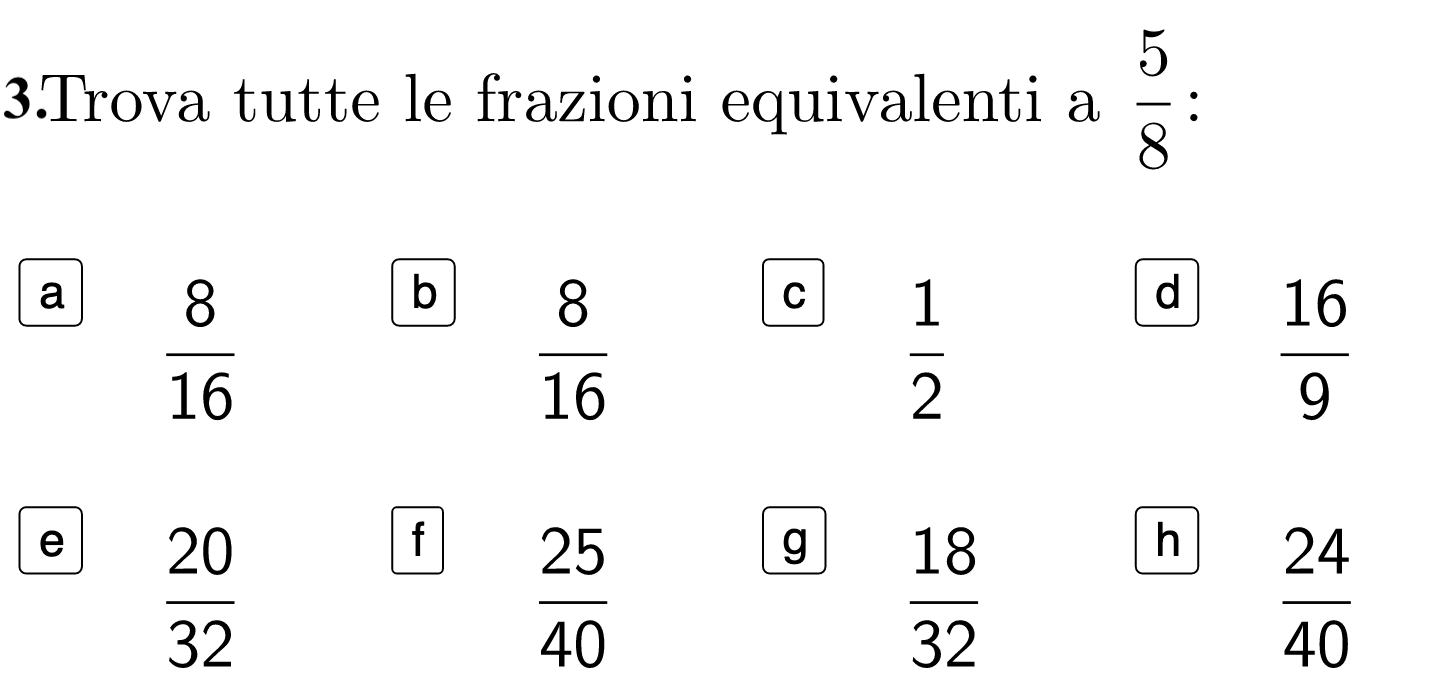 3.Trova tutte le frazioni equivalenti a 5/8:
a 8/16 b 8/16 c 1/2 d 16/9
e 20/32 f 25/40 g 18/32 h 24/40